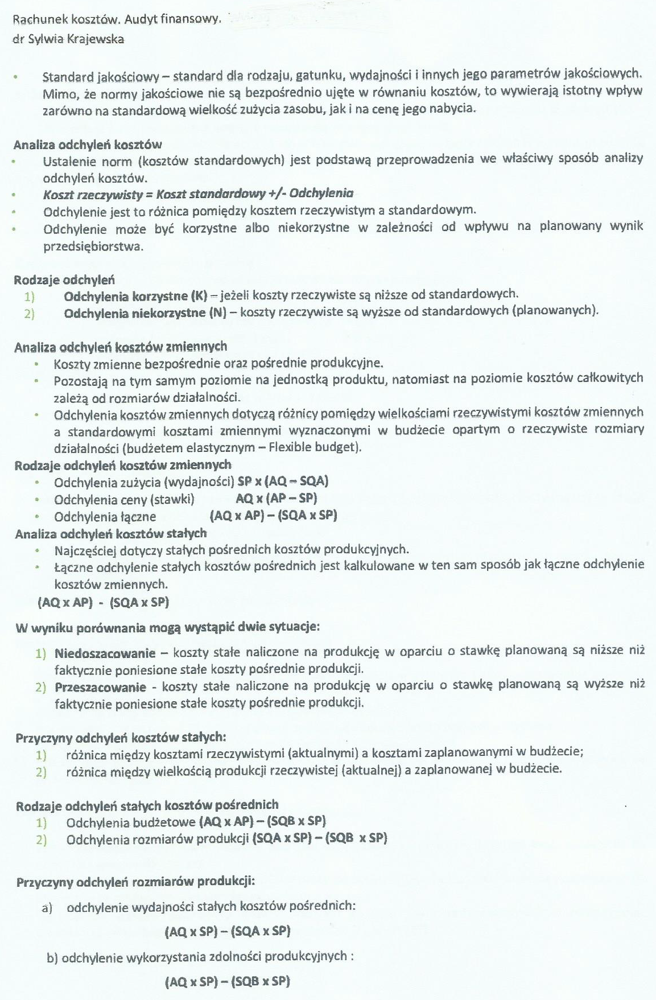 Rachunek kosztów. Audyt finansowy.
dr Sylwia Krajewska
• Standard jakościowy – standard dla rodzaju, gatunku, wydajności i innych jego parametrów jakościowych.
Mimo, że normy jakościowe nie są bezpośrednio ujęte w równaniu kosztów, to wywierają istotny wpływ
zarówno na standardową wielkość zużycia zasobu, jak i na cenę jego nabycia.
Analiza odchyleń kosztów
• Ustalenie norm (kosztów standardowych) jest podstawą przeprowadzenia we właściwy sposób analizy
odchyleń kosztów.
• Koszt rzeczywisty = Koszt standardowy +/- Odchylenia
• Odchylenie jest to różnica pomiędzy kosztem rzeczywistym a standardowym.
• Odchylenie może być korzystne albo niekorzystne w zależności od wpływu na planowany wynik
przedsiębiorstwa.
Rodzaje odchyleń
1) Odchylenia korzystne (K) – jeżeli koszty rzeczywiste są niższe od standardowych.
2) Odchylenia niekorzystne (N) – koszty rzeczywiste są wyższe od standardowych (planowanych).
Analiza odchyleń kosztów zmiennych
• Koszty zmienne bezpośrednie oraz pośrednie produkcyjne.
• Pozostają na tym samym poziomie na jednostką produktu, natomiast na poziomie kosztów całkowitych
zależą od rozmiarów działalności.
• Odchylenia kosztów zmiennych dotyczą różnicy pomiędzy wielkościami rzeczywistymi kosztów zmiennych
a standardowymi kosztami zmiennymi wyznaczonymi w budżecie opartym o rzeczywiste rozmiary
działalności (budżetem elastycznym – Flexible budget).
Rodzaje odchyleń kosztów zmiennych
• Odchylenia zużycia (wydajności) SP x (AQ – SQA)
• Odchylenia ceny (stawki) AQ x (AP – SP)
• Odchylenia łączne (AQ x AP) – (SQA x SP)
Analiza odchyleń kosztów stałych
• Najczęściej dotyczy stałych pośrednich kosztów produkcyjnych.
• Łączne odchylenie stałych kosztów pośrednich jest kalkulowane w ten sam sposób jak łączne odchylenie
kosztów zmiennych.
(AQ x AP) - (SQA x SP)
W wyniku porównania mogą wystąpić dwie sytuacje:
1) Niedoszacowanie – koszty stałe naliczone na produkcję w oparciu o stawkę planowaną są niższe niż
faktycznie poniesione stałe koszty pośrednie produkcji.
2) Przeszacowanie - koszty stałe naliczone na produkcję w oparciu o stawkę planowaną są wyższe niż
faktycznie poniesione stałe koszty pośrednie produkcji.
Przyczyny odchyleń kosztów stałych:
1) różnica między kosztami rzeczywistymi (aktualnymi) a kosztami zaplanowanymi w budżecie;
2) różnica między wielkością produkcji rzeczywistej (aktualnej) a zaplanowanej w budżecie.
Rodzaje odchyleń stałych kosztów pośrednich
1) Odchylenia budżetowe (AQ x AP) – (SQB x SP)
2) Odchylenia rozmiarów produkcji (SQA x SP) – (SQB x SP)
Przyczyny odchyleń rozmiarów produkcji:
a) odchylenie wydajności stałych kosztów pośrednich:
(AQ x SP) – (SQA x SP)
b) odchylenie wykorzystania zdolności produkcyjnych :
(AQ x SP) – (SQB x SP)